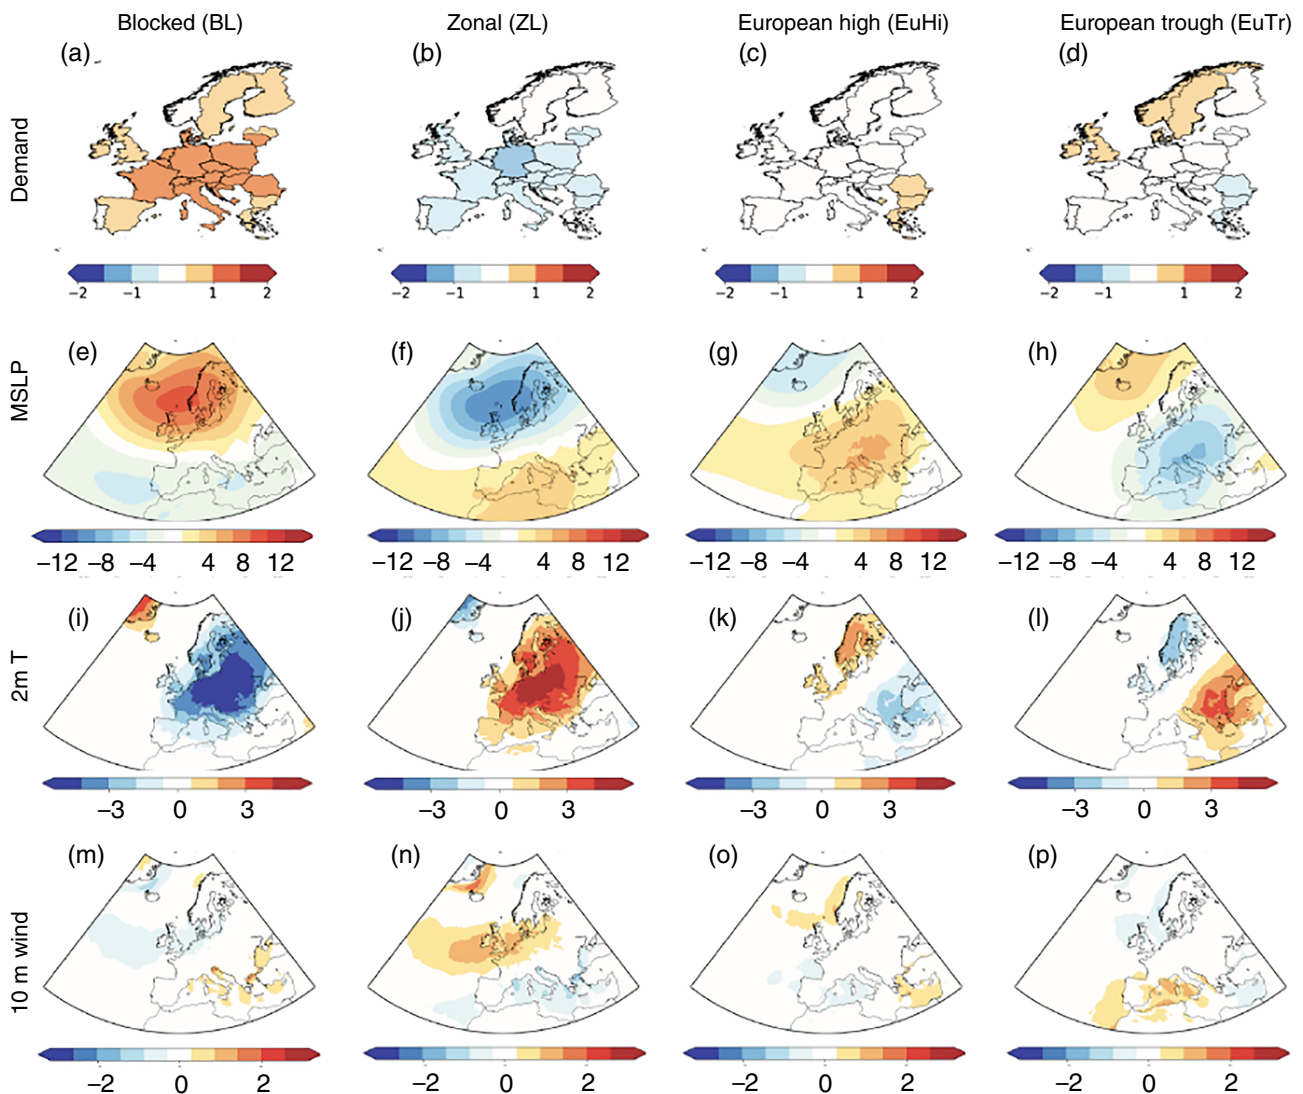 Blocked (BL) Zonal (ZL) European high (EuHi) European trough (EuTr)
(a) (b) (c) (d)
Demand
−2 −1 1 2 −2 −1 1 2 −2 −1 1 2 −2 −1 1 2
(e) (f) (g) (h)
MSLP
−12 −8 −4 4 8 12 −12 −8 −4 4 8 12 −12 −8 −4 4 8 12 −12 −8 −4 4 8 12
(i) (j) (k) (l)
2m T
−3 0 3 −3 0 3 −3 0 3 −3 0 3
(m) (n) (o) (p)
10 m wind
−2 0 2 −2 0 2 −2 0 2 −2 0 2